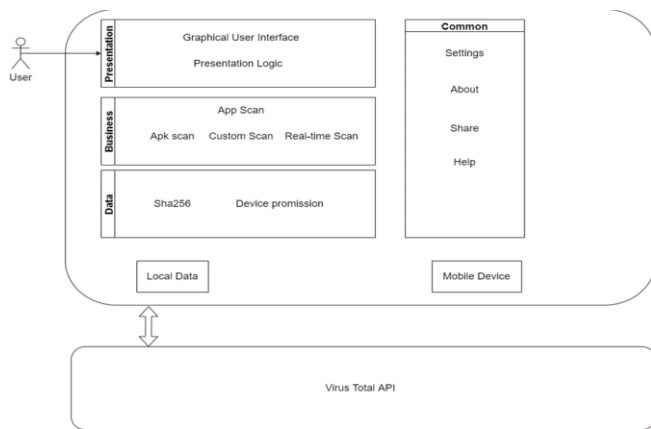 User
Presentation
Graphical User Interface
Presentation Logic
Business
App Scan
Apk scan Custom Scan Real-time Scan
Data
Sha256 Device promission
Common
Settings
About
Share
Help
Local Data
Mobile Device
Virus Total API